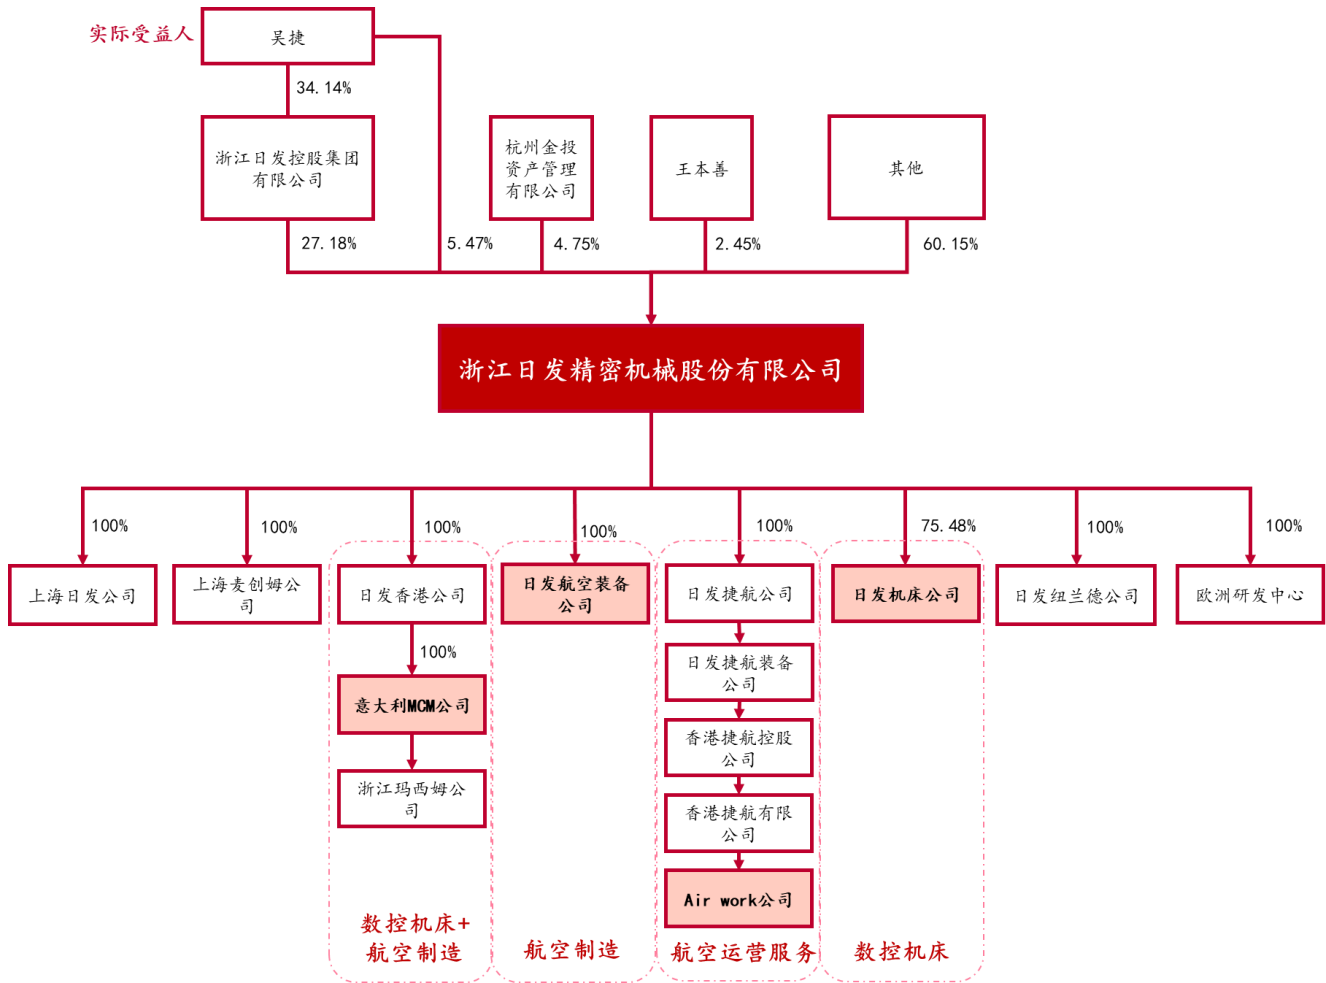 实际受益人
吴捷
34.14%
浙江日发控股集团
有限公司
杭州金投
资产管理
有限公司
王本善
其他
27.18%
5.47%
4.75%
2.45%
60.15%
浙江日发精密机械股份有限公司
100%
100%
100%
100%
100%
75.48%
100%
100%
上海日发公司
上海麦创姆公
司
日发香港公司
日发航空装备
公司
日发捷航公司
日发机床公司
日发纽兰德公司
欧洲研发中心
100%
意大利MCM公司
浙江玛西姆公
司
日发捷航装备
公司
香港捷航控股
公司
香港捷航有限
公司
Air work公司
数控机床+
航空制造
航空制造
航空运营服务
数控机床